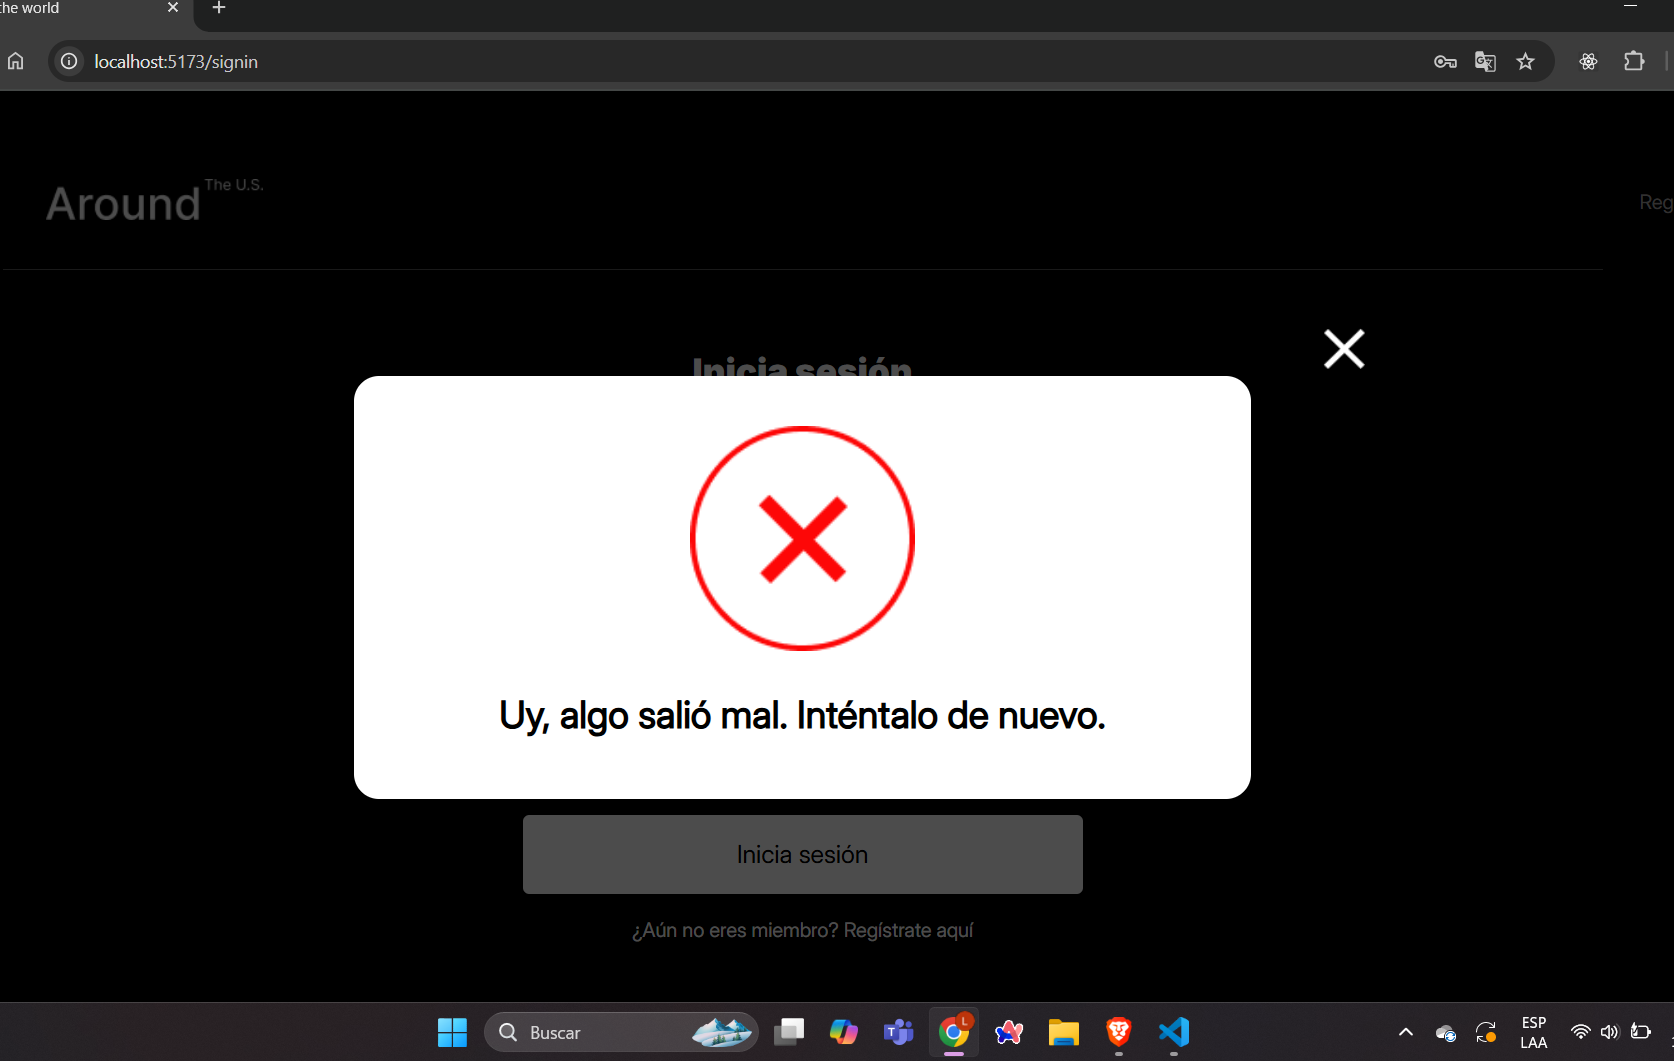 the world
localhost:5173/signin
Around The U.S.
Reg
Inicia sesión
Uy, algo salió mal. Inténtalo de nuevo.
Inicia sesión
¿Aún no eres miembro? Regístrate aquí
Buscar
L
ESP
LAA